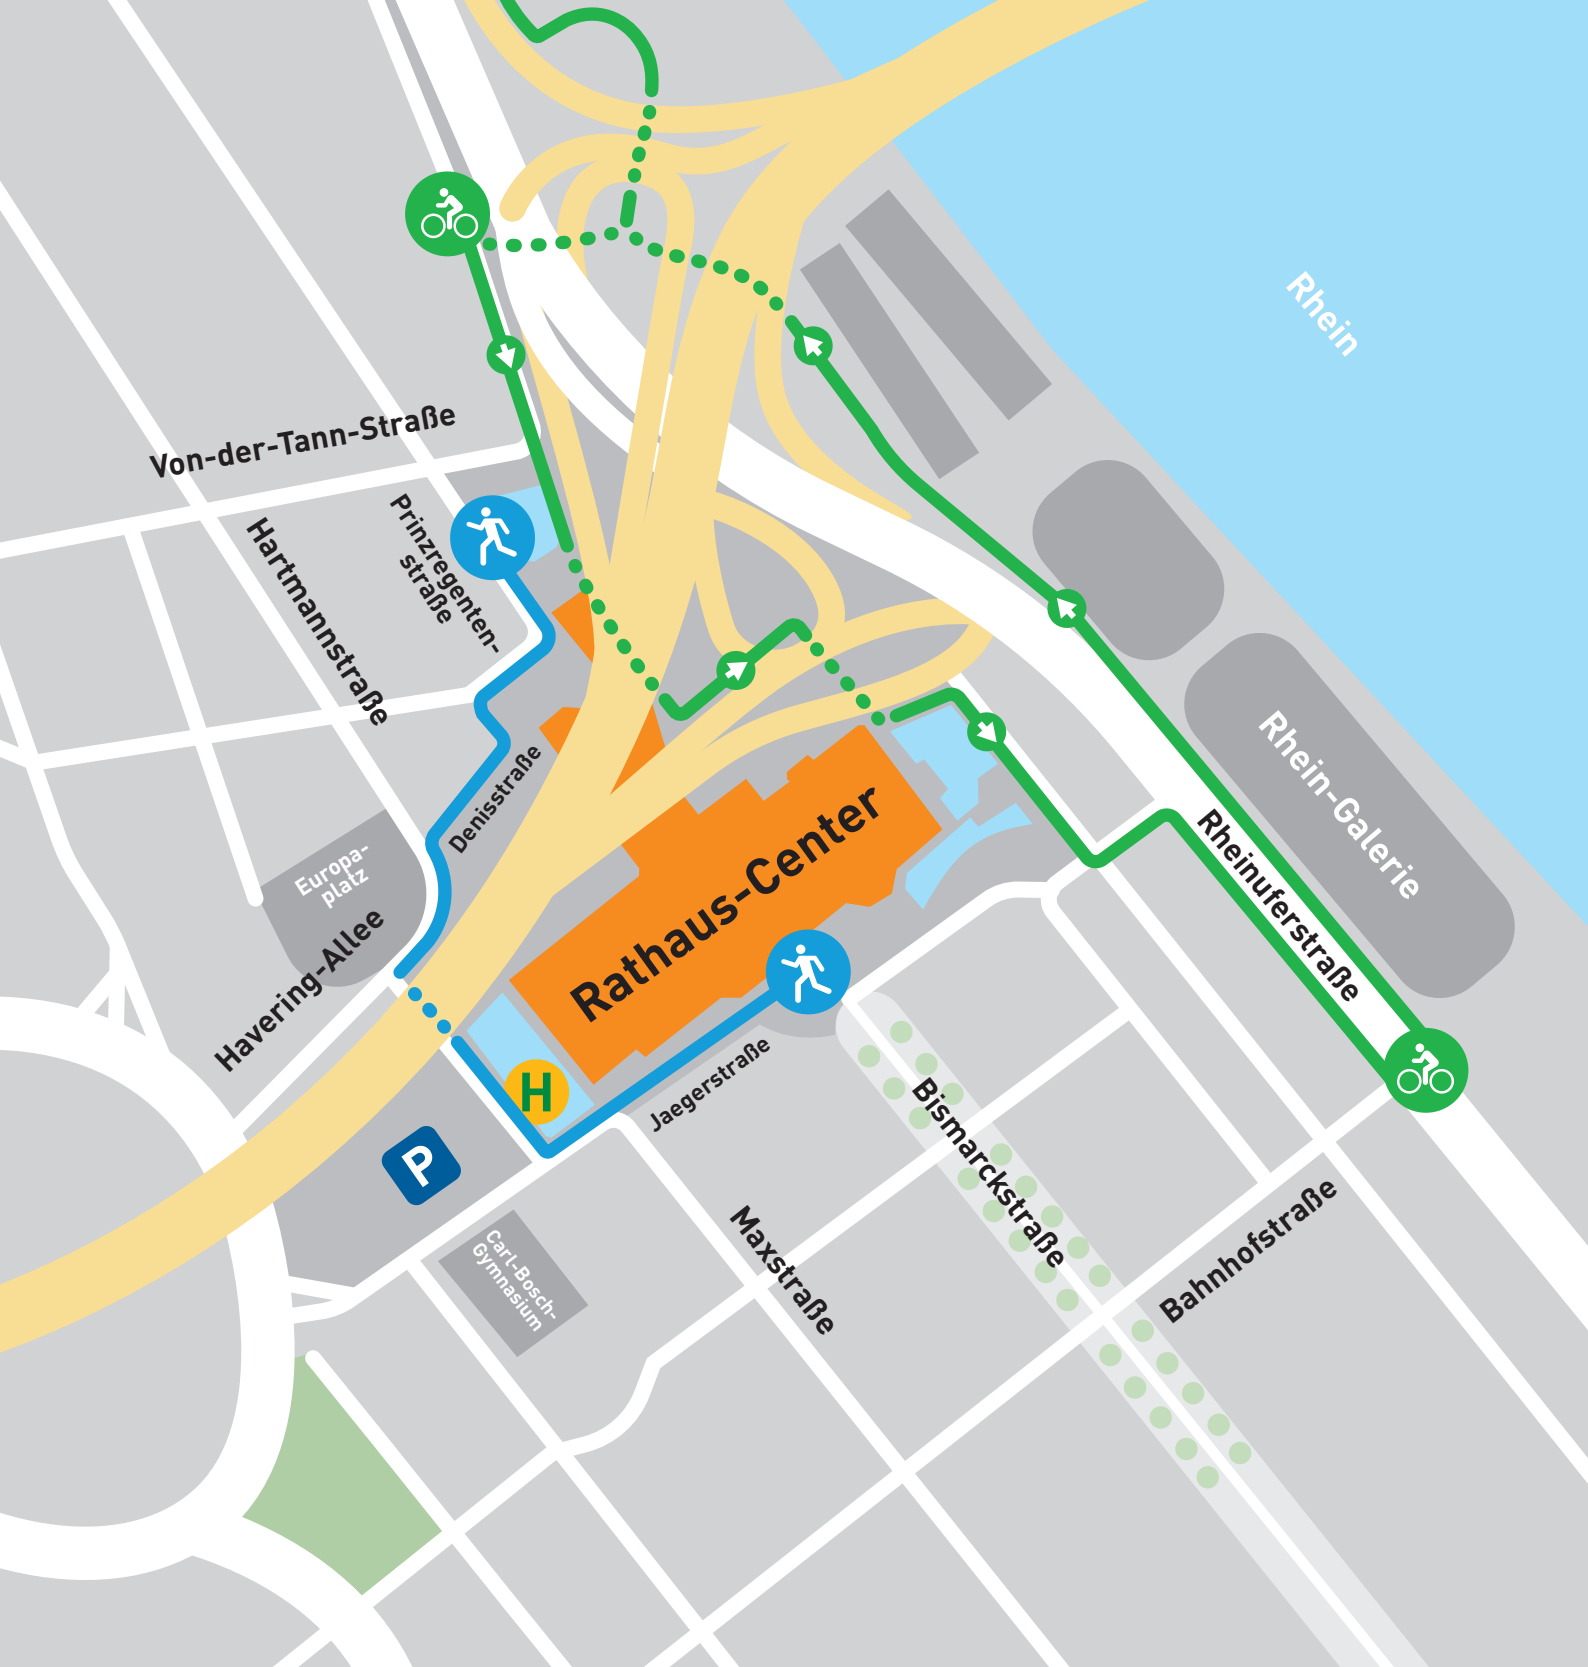 Rhein
Von-der-Tann-Straße
Prinzregenten-
straße
Hartmannstraße
Denisstraße
Europa-
platz
Havering-Allee
Rathaus-Center
Rhein-Galerie
Rheinuferstraße
H
Jaegerstraße
P
Bismarckstraße
Maxstraße
Carl-Bosch-
Gymnasium
Bahnhofstraße